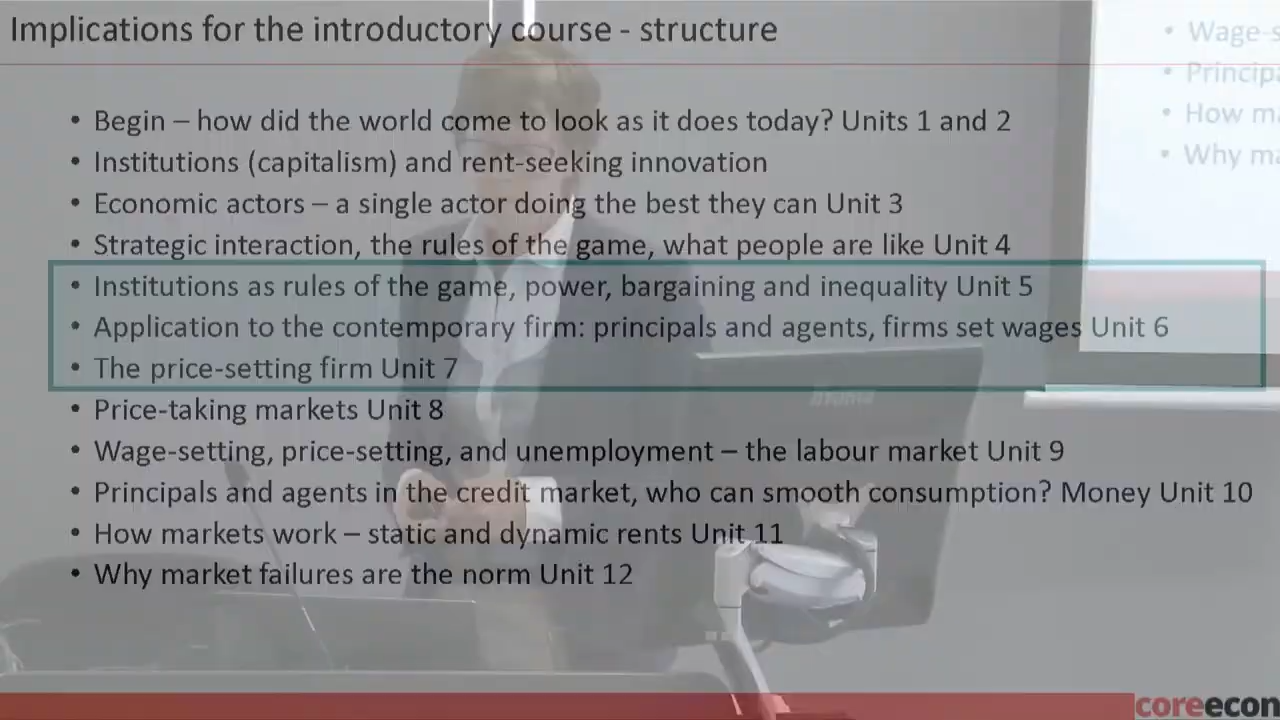 Implications for the introductory course - structure
• Begin – how did the world come to look as it does today? Units 1 and 2
• Institutions (capitalism) and rent-seeking innovation
• Economic actors – a single actor doing the best they can Unit 3
• Strategic interaction, the rules of the game, what people are like Unit 4
• Institutions as rules of the game, power, bargaining and inequality Unit 5
• Application to the contemporary firm: principals and agents, firms set wages Unit 6
• The price-setting firm Unit 7
• Price-taking markets Unit 8
• Wage-setting, price-setting, and unemployment – the labour market Unit 9
• Principals and agents in the credit market, who can smooth consumption? Money Unit 10
• How markets work – static and dynamic rents Unit 11
• Why market failures are the norm Unit 12
• Wage-s
• Princip
• How ma
• Why ma
coreecon